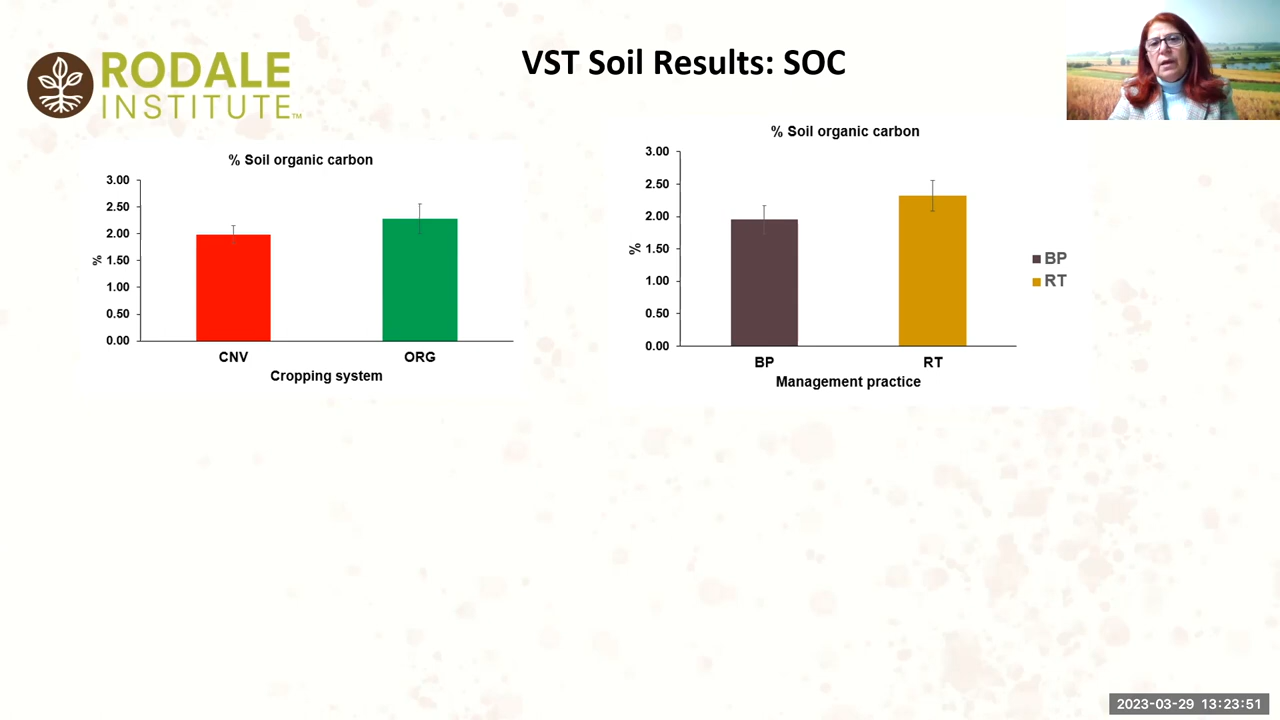 RODALE
INSTITUTE™
VST Soil Results: SOC
% Soil organic carbon
3.00
2.50
2.00
1.50
1.00
0.50
0.00
%
CNV
ORG
Cropping system
% Soil organic carbon
3.00
2.50
2.00
1.50
1.00
0.50
0.00
%
BP
RT
Management practice
BP
RT
2023-03-29 13:23:51